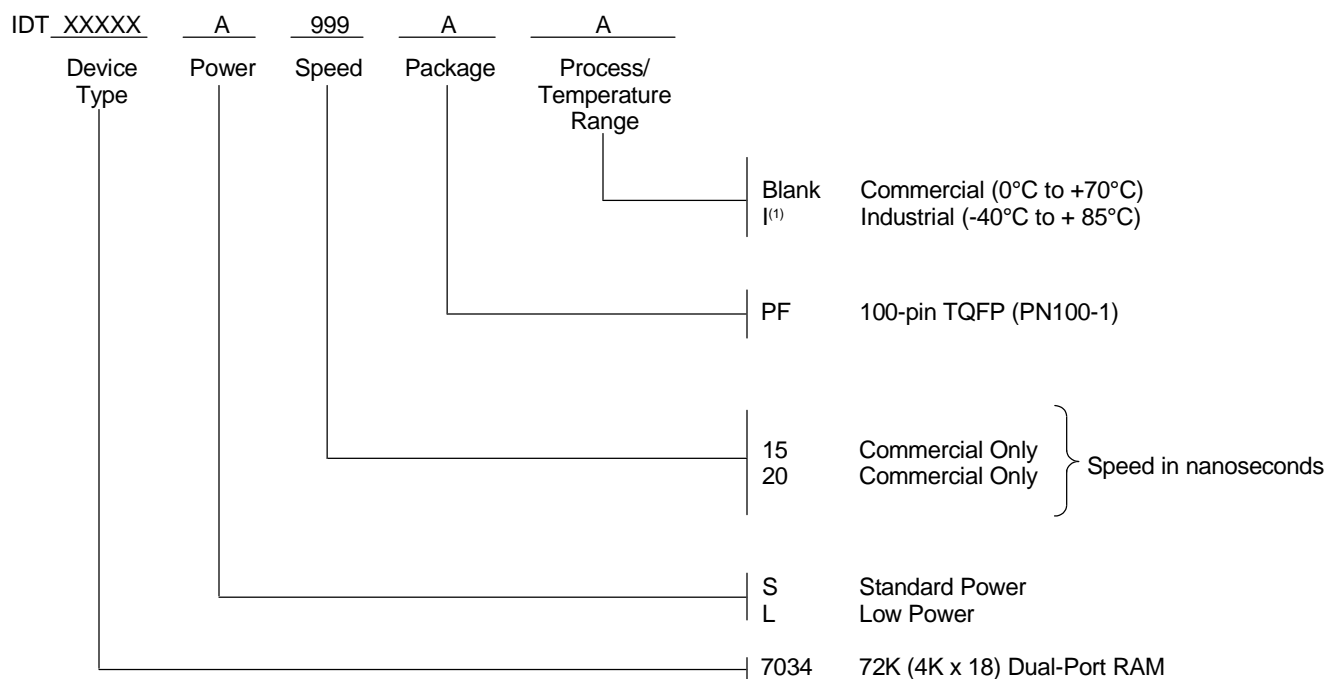 IDT XXXXX A 999 A A
Device Type Power Speed Package Process/ Temperature Range
Blank Commercial (0°C to +70°C)
I(1) Industrial (-40°C to + 85°C)
PF 100-pin TQFP (PN100-1)
15 Commercial Only
20 Commercial Only
Speed in nanoseconds
S Standard Power
L Low Power
7034 72K (4K x 18) Dual-Port RAM